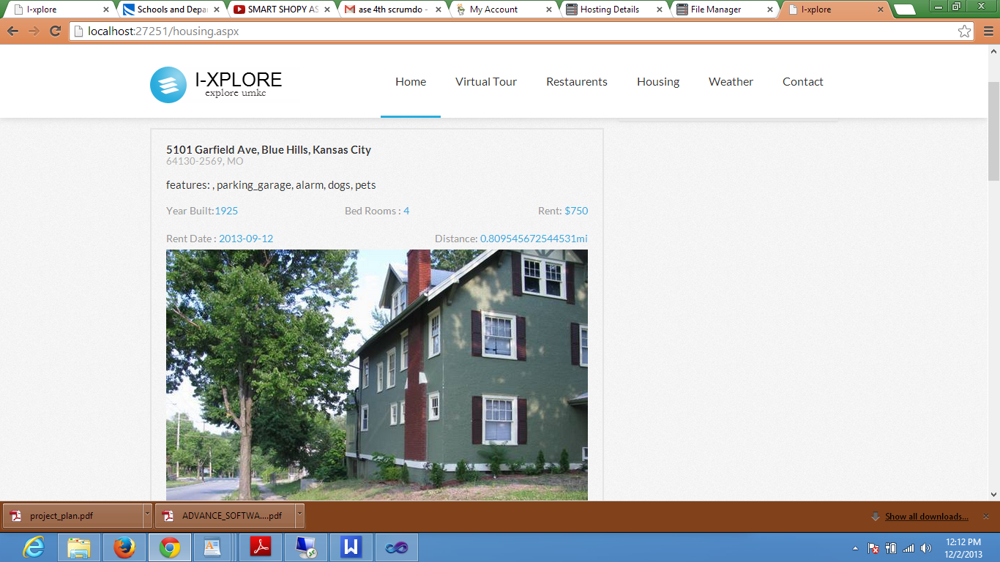 I-xplore
Schools and Depa
SMART SHOPY AS
ase 4th scrumdo -
My Account
Hosting Details
File Manager
I-xplore
localhost:27251/housing.aspx
I-XPLORE
explore umkc
Home Virtual Tour Restaurents Housing Weather Contact
5101 Garfield Ave, Blue Hills, Kansas City
64130-2569, MO
features: , parking_garage, alarm, dogs, pets
Year Built:1925 Bed Rooms : 4 Rent: $750
Rent Date : 2013-09-12 Distance: 0.809545672544531mi
project_plan.pdf ADVANCE_SOFTWA....pdf Show all downloads...
12:12 PM
12/2/2013